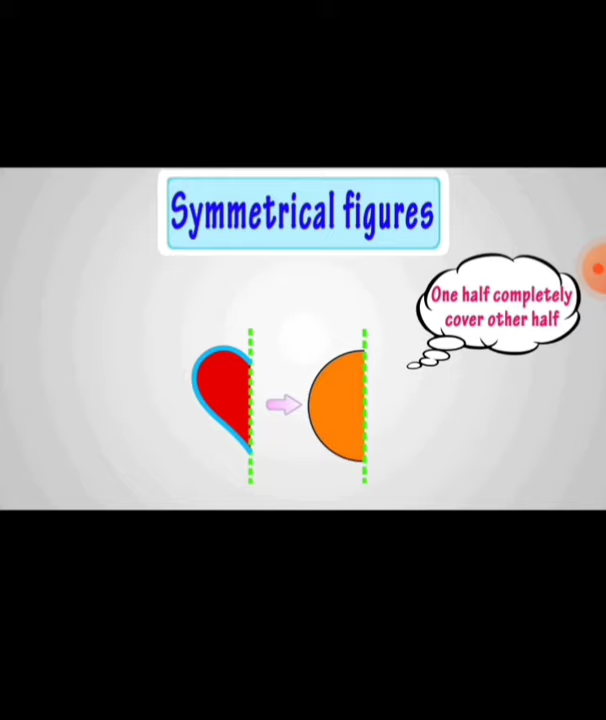 Symmetrical figures
One half completely
cover other half